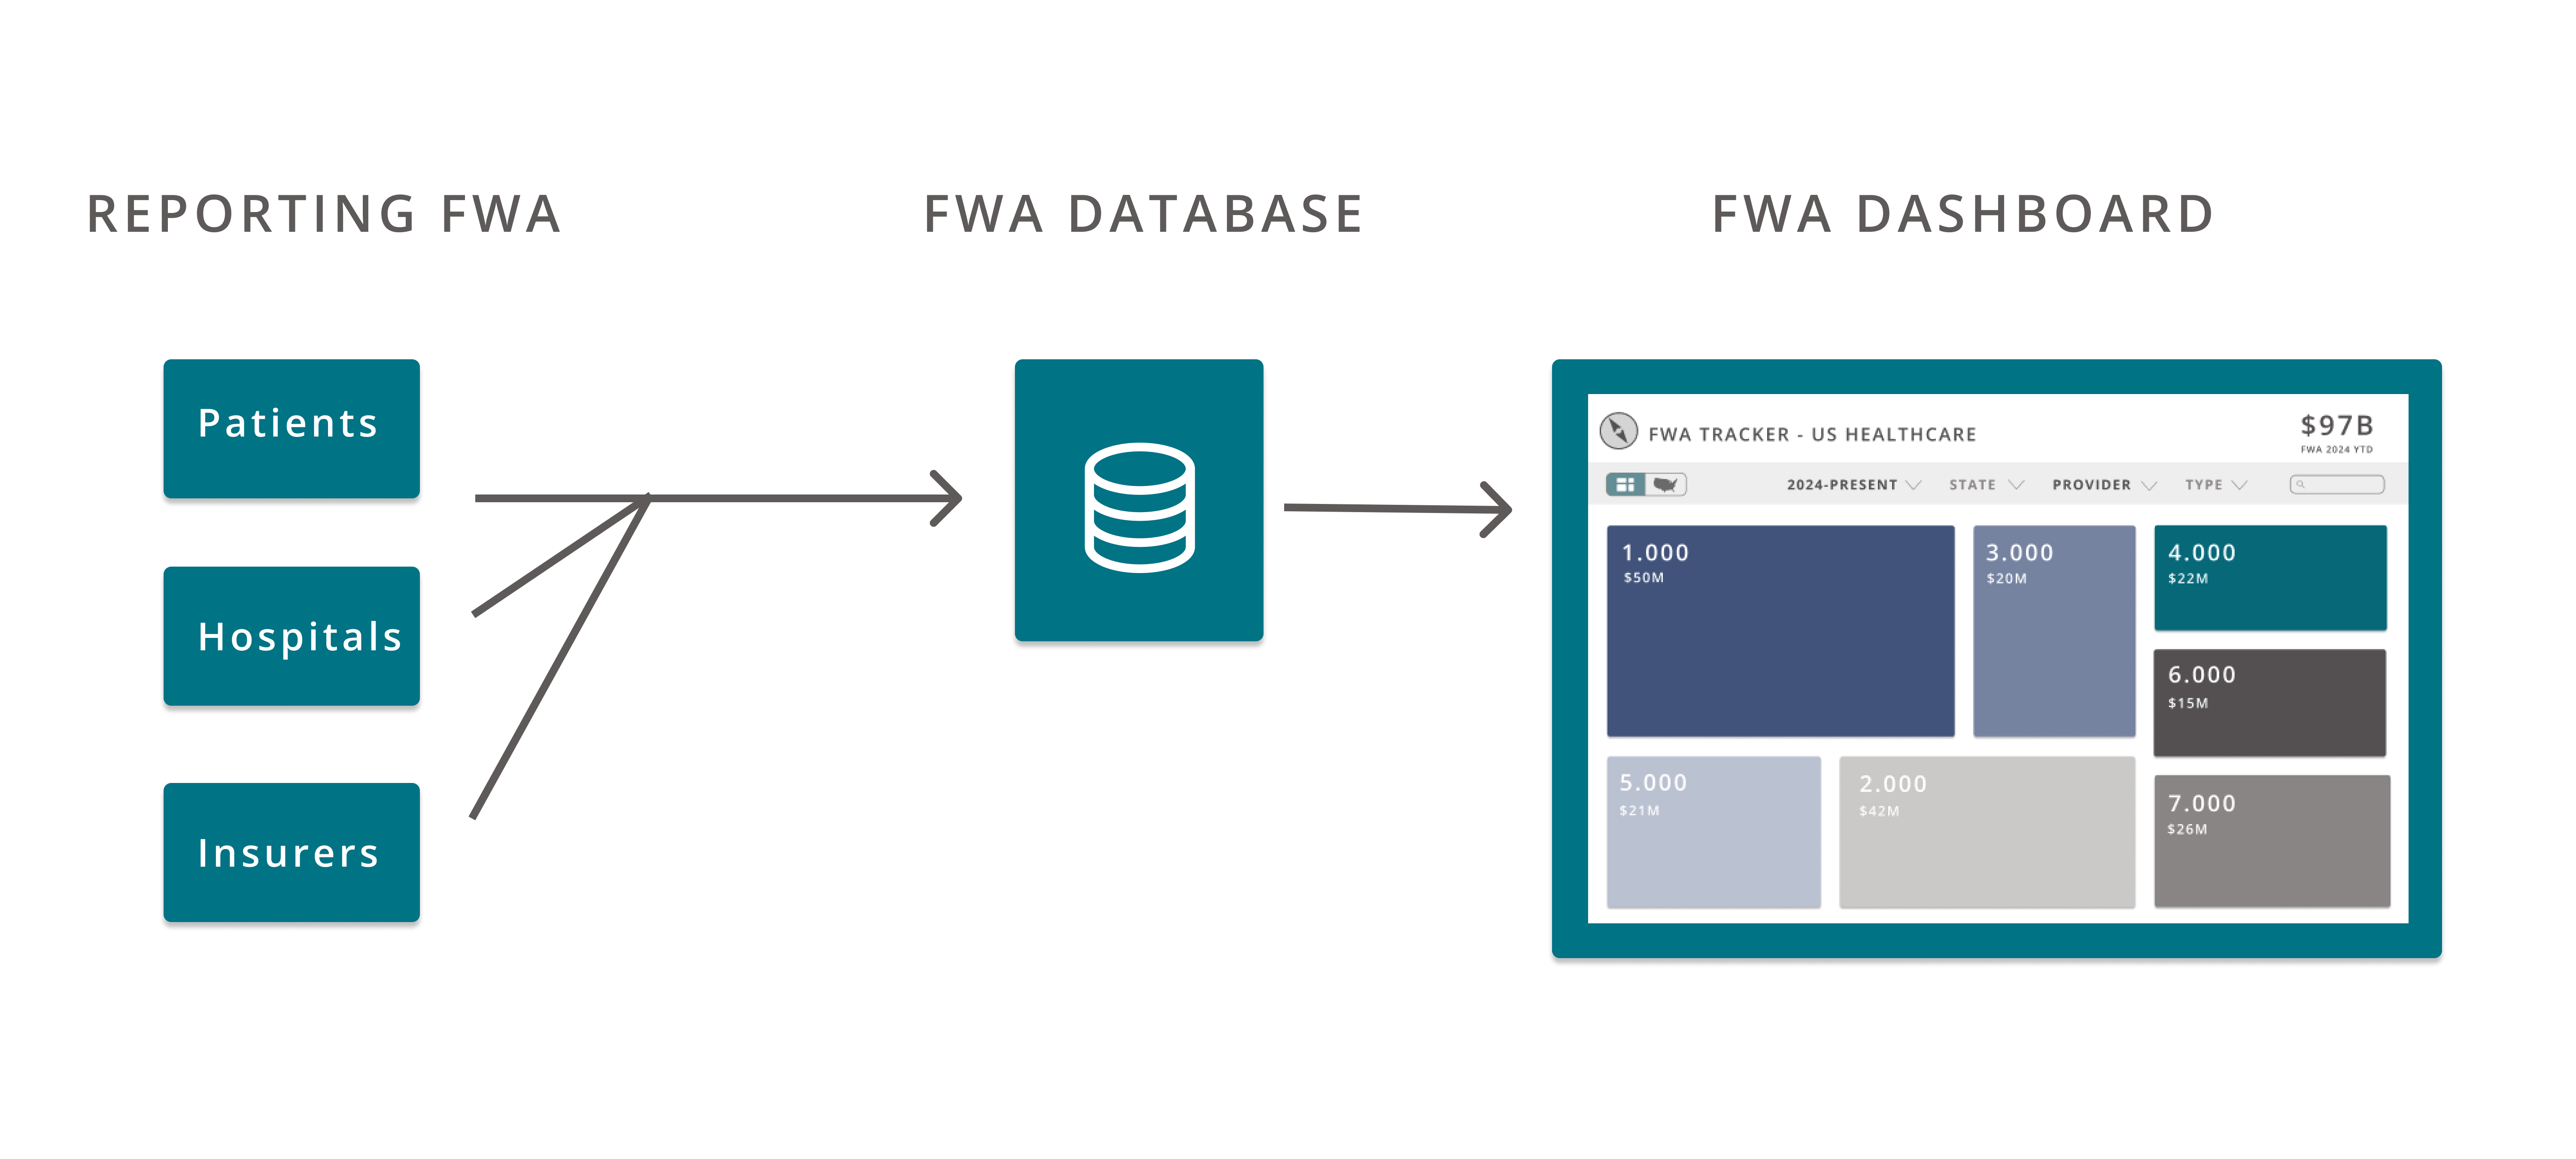 REPORTING FWA
FWA DATABASE
FWA DASHBOARD
Patients
Hospitals
Insurers
FWA TRACKER - US HEALTHCARE
$97B
FWA 2024 YTD
2024-PRESENT
STATE
PROVIDER
TYPE
1.000
$50M
3.000
$20M
4.000
$22M
6.000
$15M
5.000
$21M
2.000
$42M
7.000
$26M